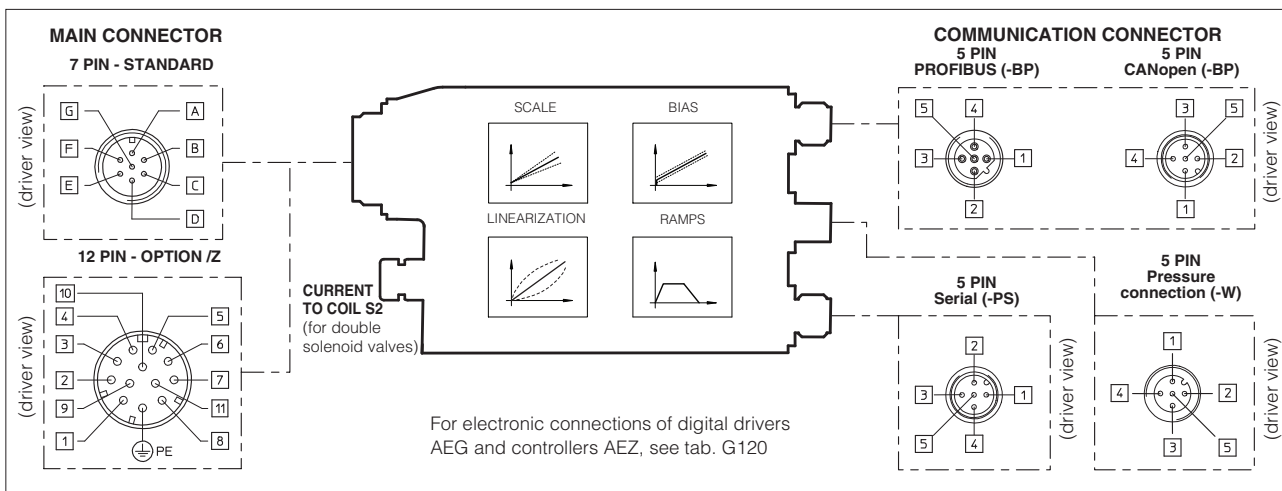 MAIN CONNECTOR
7 PIN - STANDARD
(driver view)
G
A
F
B
E
C
D
12 PIN - OPTION /Z
(driver view)
10
4
5
3
6
2
7
9
11
1
8
PE
CURRENT
TO COIL S2
(for double
solenoid valves)
SCALE
BIAS
LINEARIZATION
RAMPS
For electronic connections of digital drivers
AEG and controllers AEZ, see tab. G120
COMMUNICATION CONNECTOR
5 PIN
PROFIBUS (-BP)
5
4
3
1
2
5 PIN
CANopen (-BP)
3
5
4
2
1
(driver view)
5 PIN
Serial (-PS)
2
3
1
5
4
(driver view)
5 PIN
Pressure
connection (-W)
1
4
2
3
5
(driver view)